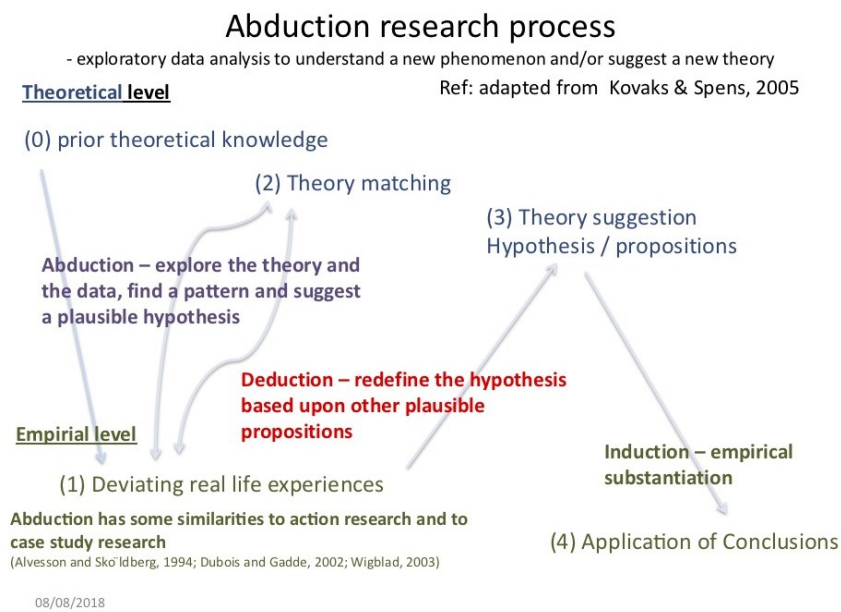 Abduction research process
- exploratory data analysis to understand a new phenomenon and/or suggest a new theory
Theoretical level
Ref: adapted from Kovaks & Spens, 2005
(0) prior theoretical knowledge
(2) Theory matching
(3) Theory suggestion
Hypothesis / propositions
Abduction – explore the theory and
the data, find a pattern and suggest
a plausible hypothesis
Deduction – redefine the hypothesis
based upon other plausible
propositions
Empirial level
Induction – empirical
substantiation
(1) Deviating real life experiences
Abduction has some similarities to action research and to
case study research
(Alvesson and Sko¨ldberg, 1994; Dubois and Gadde, 2002; Wigblad, 2003)
(4) Application of Conclusions
08/08/2018